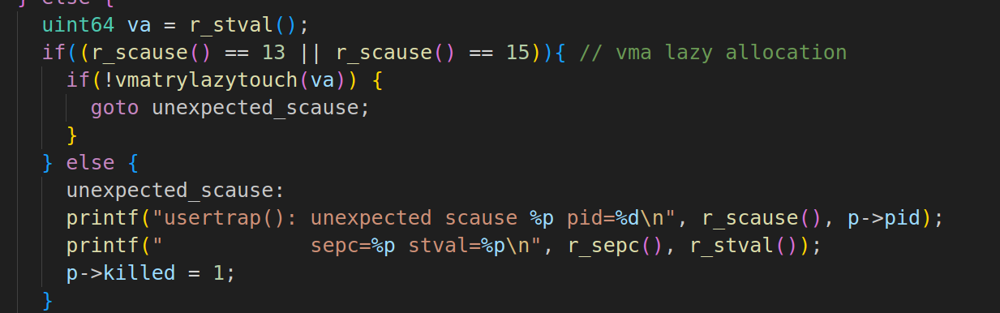 } else {
uint64 va = r_stval();
if((r_scause() == 13 || r_scause() == 15)){ // vma lazy allocation
if(!vmatrylazytouch(va)) {
goto unexpected_scause;
}
} else {
unexpected_scause:
printf("usertrap(): unexpected scause %p pid=%d\n", r_scause(), p->pid);
printf("            sepc=%p stval=%p\n", r_sepc(), r_stval());
p->killed = 1;
}